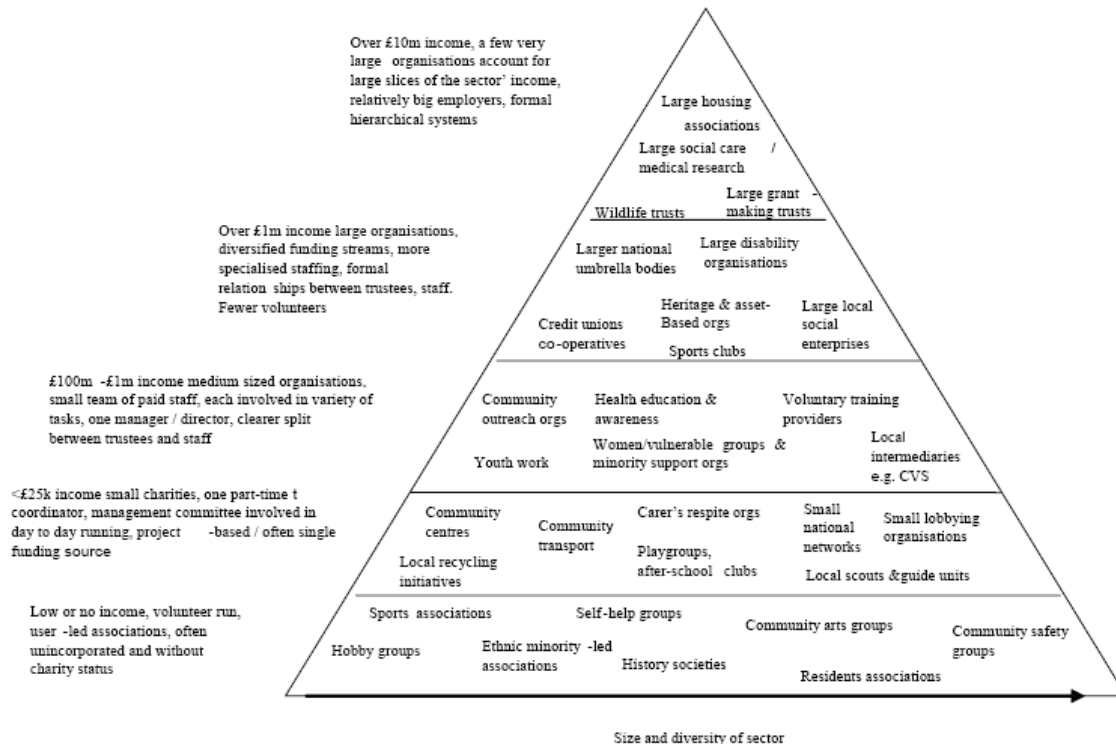 Over £10m income, a few very
large organisations account for
large slices of the sector’ income,
relatively big employers, formal
hierarchical systems
Large housing
associations
Large social care /
medical research
Large grant -
making trusts
Wildlife trusts
Over £1m income large organisations,
diversified funding streams, more
specialised staffing, formal
relation ships between trustees, staff.
Fewer volunteers
Larger national
umbrella bodies
Large disability
organisations
Credit unions
co-operatives
Heritage & asset-
Based orgs
Sports clubs
Large local
social
enterprises
£100m -£1m income medium sized organisations,
small team of paid staff, each involved in variety of
tasks, one manager / director, clearer split
between trustees and staff
Community
outreach orgs
Health education &
awareness
Voluntary training
providers
Youth work
Women/vulnerable groups &
minority support orgs
Local
intermediaries
e.g. CVS
<£25k income small charities, one part-time t
coordinator, management committee involved in
day to day running, project -based / often single
funding source
Community
centres
Community
transport
Carer’s respite orgs
Small
national
networks
Small lobbying
organisations
Local recycling
initiatives
Playgroups,
after-school clubs
Local scouts &guide units
Low or no income, volunteer run,
user -led associations, often
unincorporated and without
charity status
Sports associations
Self-help groups
Community arts groups
Community safety
groups
Hobby groups
Ethnic minority -led
associations
History societies
Residents associations
Size and diversity of sector